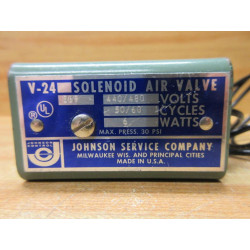 V-24 SOLENOID AIR VALVE
440/480 VOLTS
50/60 CYCLES
WATTS
MAX. PRESS. 30 PSI
JOHNSON SERVICE COMPANY
MILWAUKEE WIS. AND PRINCIPAL CITIES
MADE IN U.S.A.